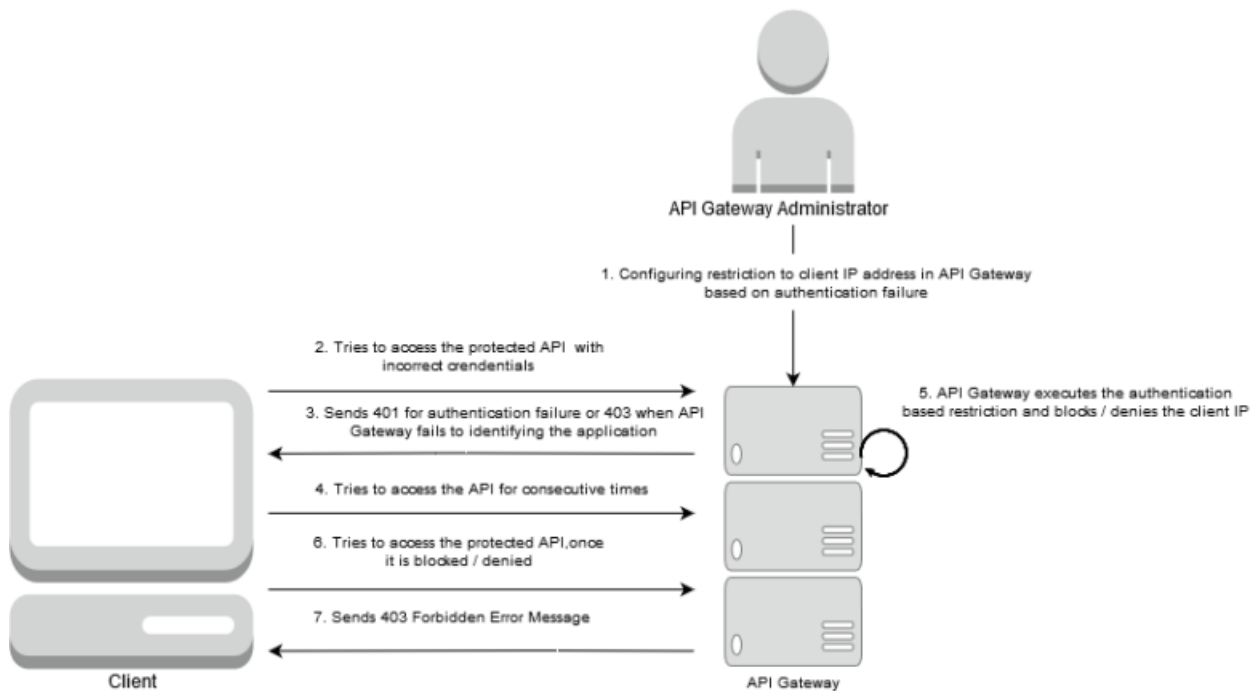 API Gateway Administrator
1. Configuring restriction to client IP address in API Gateway
based on authentication failure
2. Tries to access the protected API with
incorrect crendentials
3. Sends 401 for authentication failure or 403 when API
Gateway fails to identifying the application
5. API Gateway executes the authentication
based restriction and blocks / denies the client IP
4. Tries to access the API for consecutive times
6. Tries to access the protected API,once
it is blocked / denied
7. Sends 403 Forbidden Error Message
Client
API Gateway